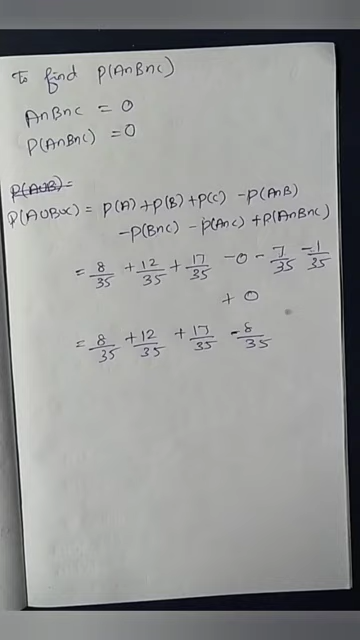 To find P(A∩B∩C)
A∩B∩C = 0
P(A∩B∩C) = 0
P(A∪B) =
P(A∪B∪C) = P(A) + P(B) + P(C) - P(A∩B)
- P(B∩C) - P(A∩C) + P(A∩B∩C)
= 8/35 + 12/35 + 17/35 - 0 - 7/35 - 1/35
+ 0
= 8/35 + 12/35 + 17/35 - 8/35